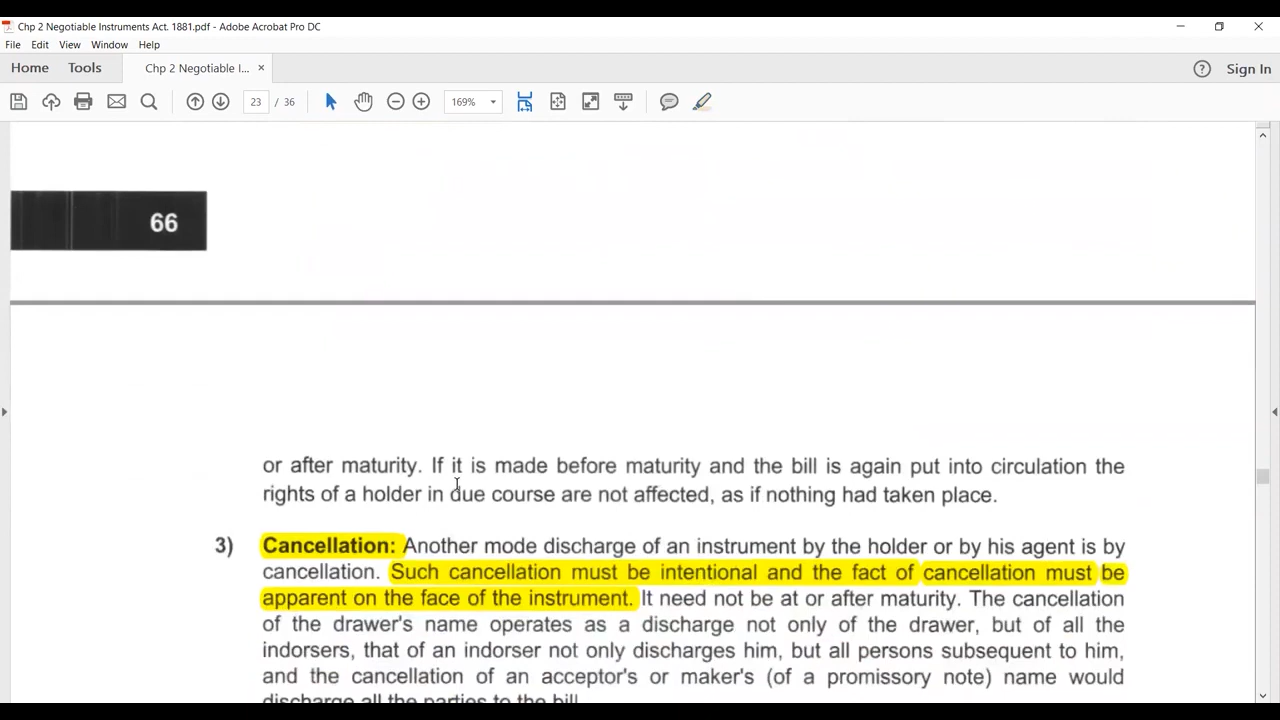 Chp 2 Negotiable Instruments Act. 1881.pdf - Adobe Acrobat Pro DC
File Edit View Window Help
Home Tools Chp 2 Negotiable I... × Sign In
23 / 36 169%
66
or after maturity. If it is made before maturity and the bill is again put into circulation the
rights of a holder in due course are not affected, as if nothing had taken place.
3) Cancellation: Another mode discharge of an instrument by the holder or by his agent is by
cancellation. Such cancellation must be intentional and the fact of cancellation must be
apparent on the face of the instrument. It need not be at or after maturity. The cancellation
of the drawer's name operates as a discharge not only of the drawer, but of all the
indorsers, that of an indorser not only discharges him, but all persons subsequent to him,
and the cancellation of an acceptor's or maker's (of a promissory note) name would
discharge all the parties to the bill.